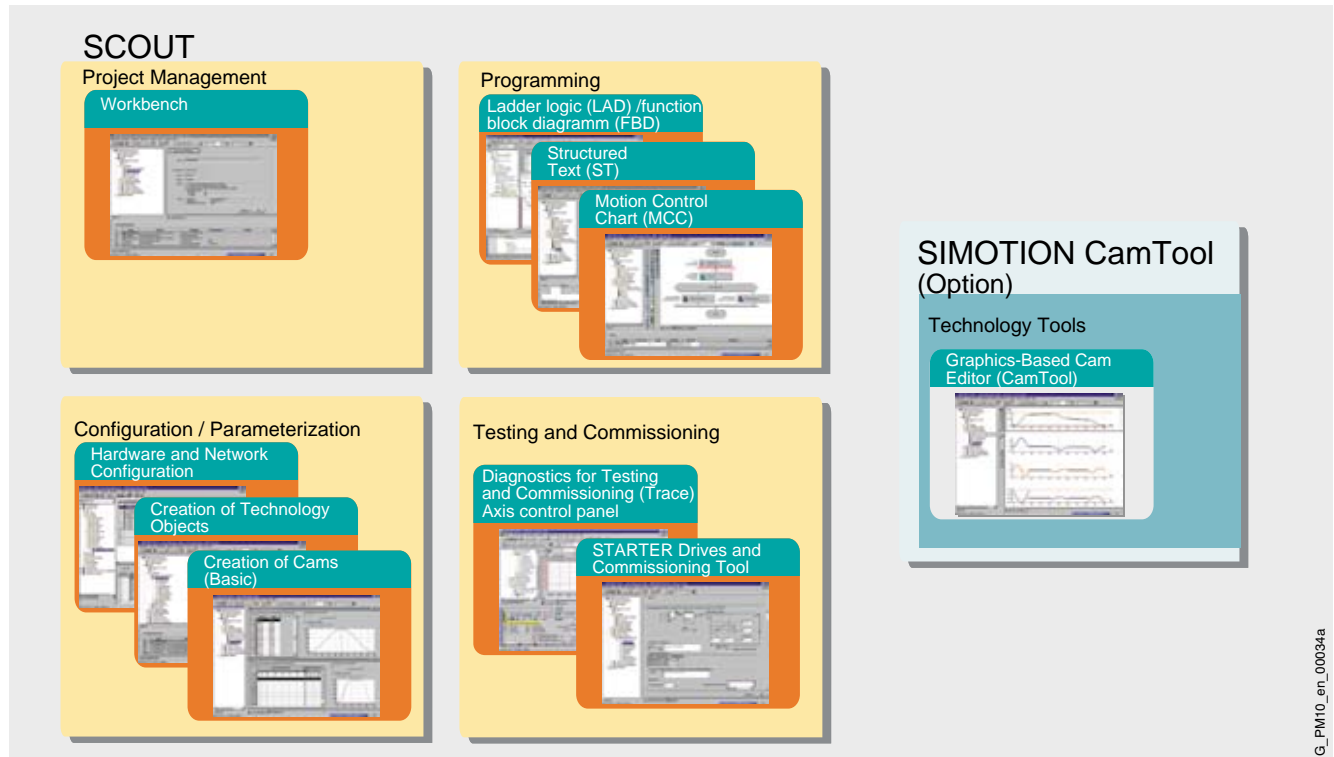 SCOUT
Project Management
Workbench
Programming
Ladder logic (LAD) /function
block diagramm (FBD)
Structured
Text (ST)
Motion Control
Chart (MCC)
Configuration / Parameterization
Hardware and Network
Configuration
Creation of Technology
Objects
Creation of Cams
(Basic)
Testing and Commissioning
Diagnostics for Testing
and Commissioning (Trace)
Axis control panel
STARTER Drives and
Commissioning Tool
SIMOTION CamTool
(Option)
Technology Tools
Graphics-Based Cam
Editor (CamTool)
G_PM10_en_00034a